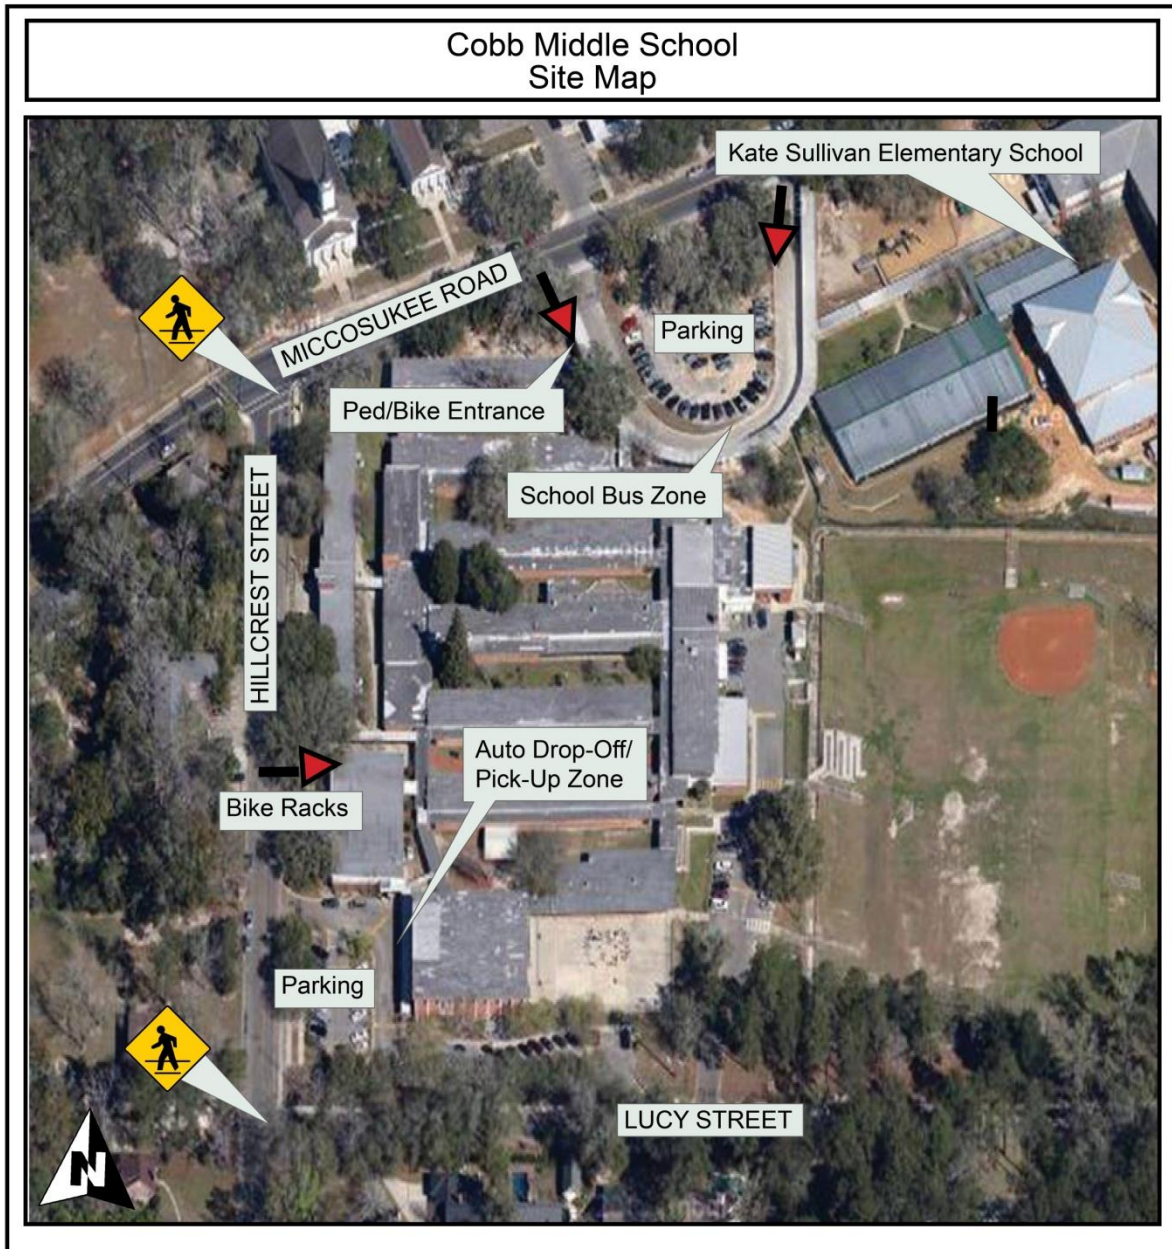 Cobb Middle School
Site Map
Kate Sullivan Elementary School
MICCOSUKEE ROAD
Parking
Ped/Bike Entrance
School Bus Zone
HILLCREST STREET
Auto Drop-Off/
Pick-Up Zone
Bike Racks
Parking
LUCY STREET
N